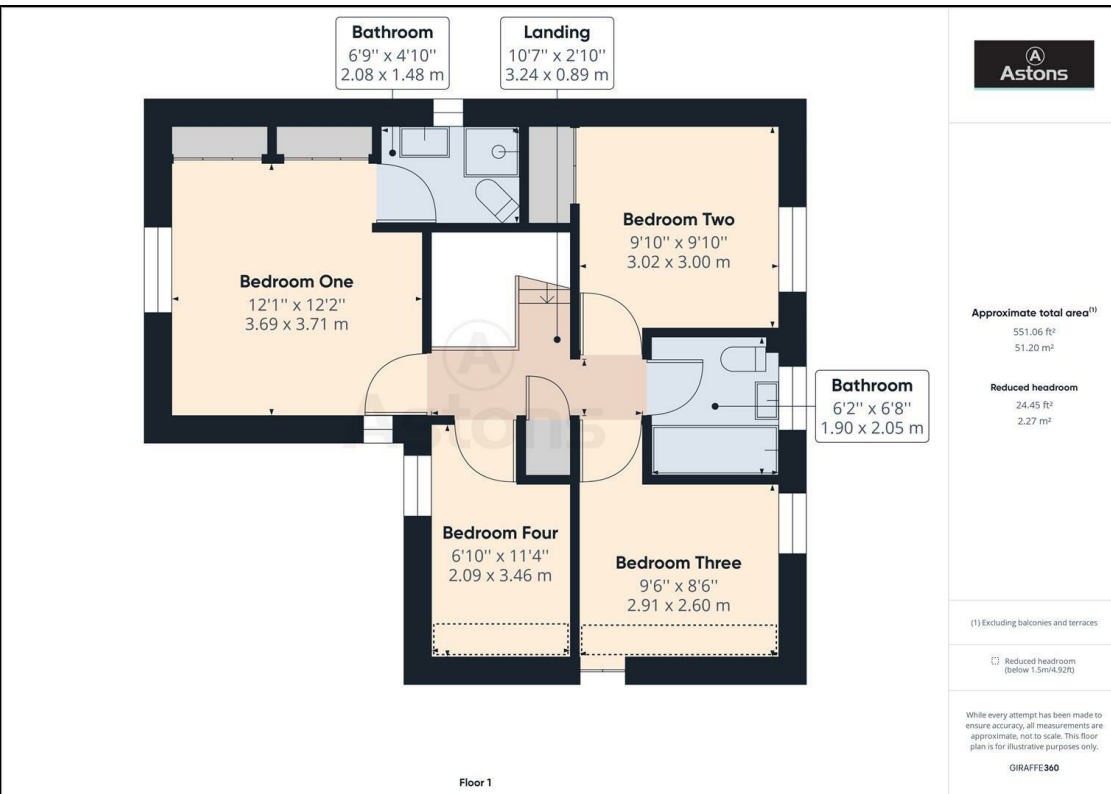 Bathroom
6'9'' x 4'10''
2.08 x 1.48 m
Landing
10'7'' x 2'10''
3.24 x 0.89 m
Bedroom One
12'1'' x 12'2''
3.69 x 3.71 m
Bedroom Two
9'10'' x 9'10''
3.02 x 3.00 m
Bathroom
6'2'' x 6'8''
1.90 x 2.05 m
Bedroom Four
6'10'' x 11'4''
2.09 x 3.46 m
Bedroom Three
9'6'' x 8'6''
2.91 x 2.60 m
A
Astons
Floor 1
A
Astons
Approximate total area⁽¹⁾
551.06 ft²
51.20 m²
Reduced headroom
24.45 ft²
2.27 m²
(1) Excluding balconies and terraces
Reduced headroom
(below 1.5m/4.92ft)
While every attempt has been made to
ensure accuracy, all measurements are
approximate, not to scale. This floor
plan is for illustrative purposes only.
GIRAFFE360